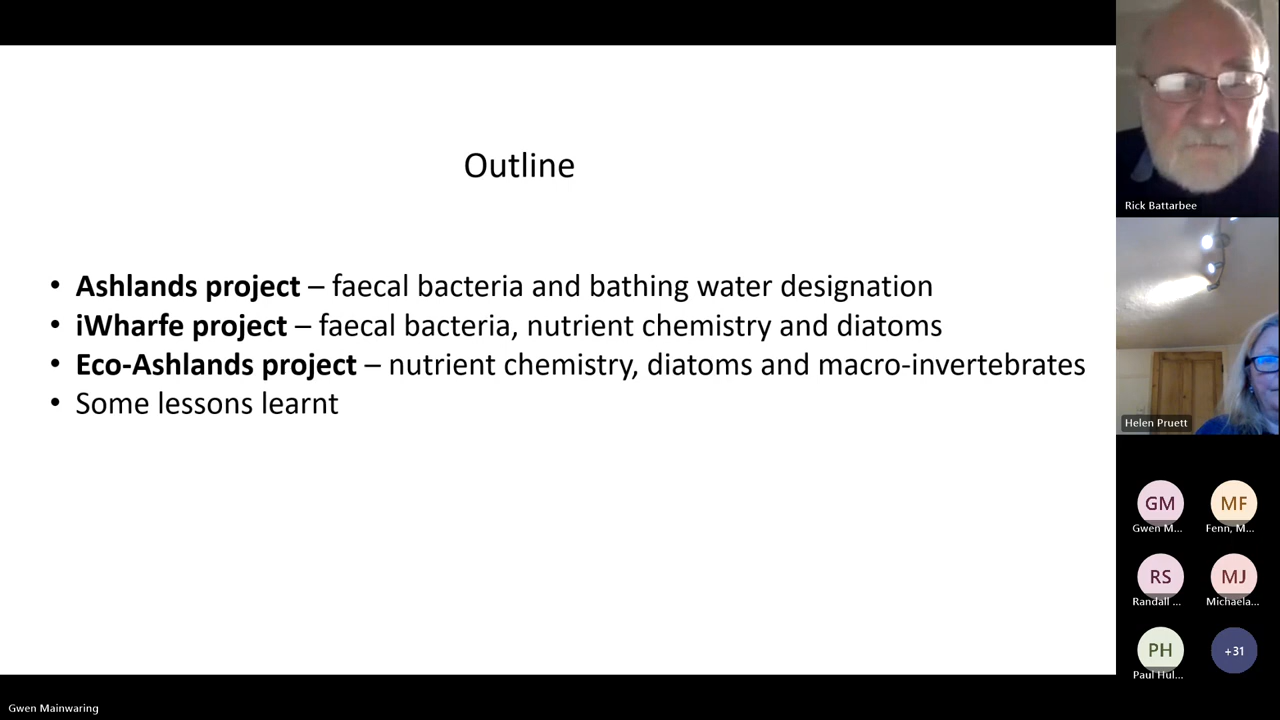 Outline
• Ashlands project – faecal bacteria and bathing water designation
• iWharfe project – faecal bacteria, nutrient chemistry and diatoms
• Eco-Ashlands project – nutrient chemistry, diatoms and macro-invertebrates
• Some lessons learnt
Rick Battarbee
Helen Pruett
GM MF
Gwen M... Fenn, M...
RS MJ
Randall ... Michaela...
PH +31
Paul Hul...
Gwen Mainwaring